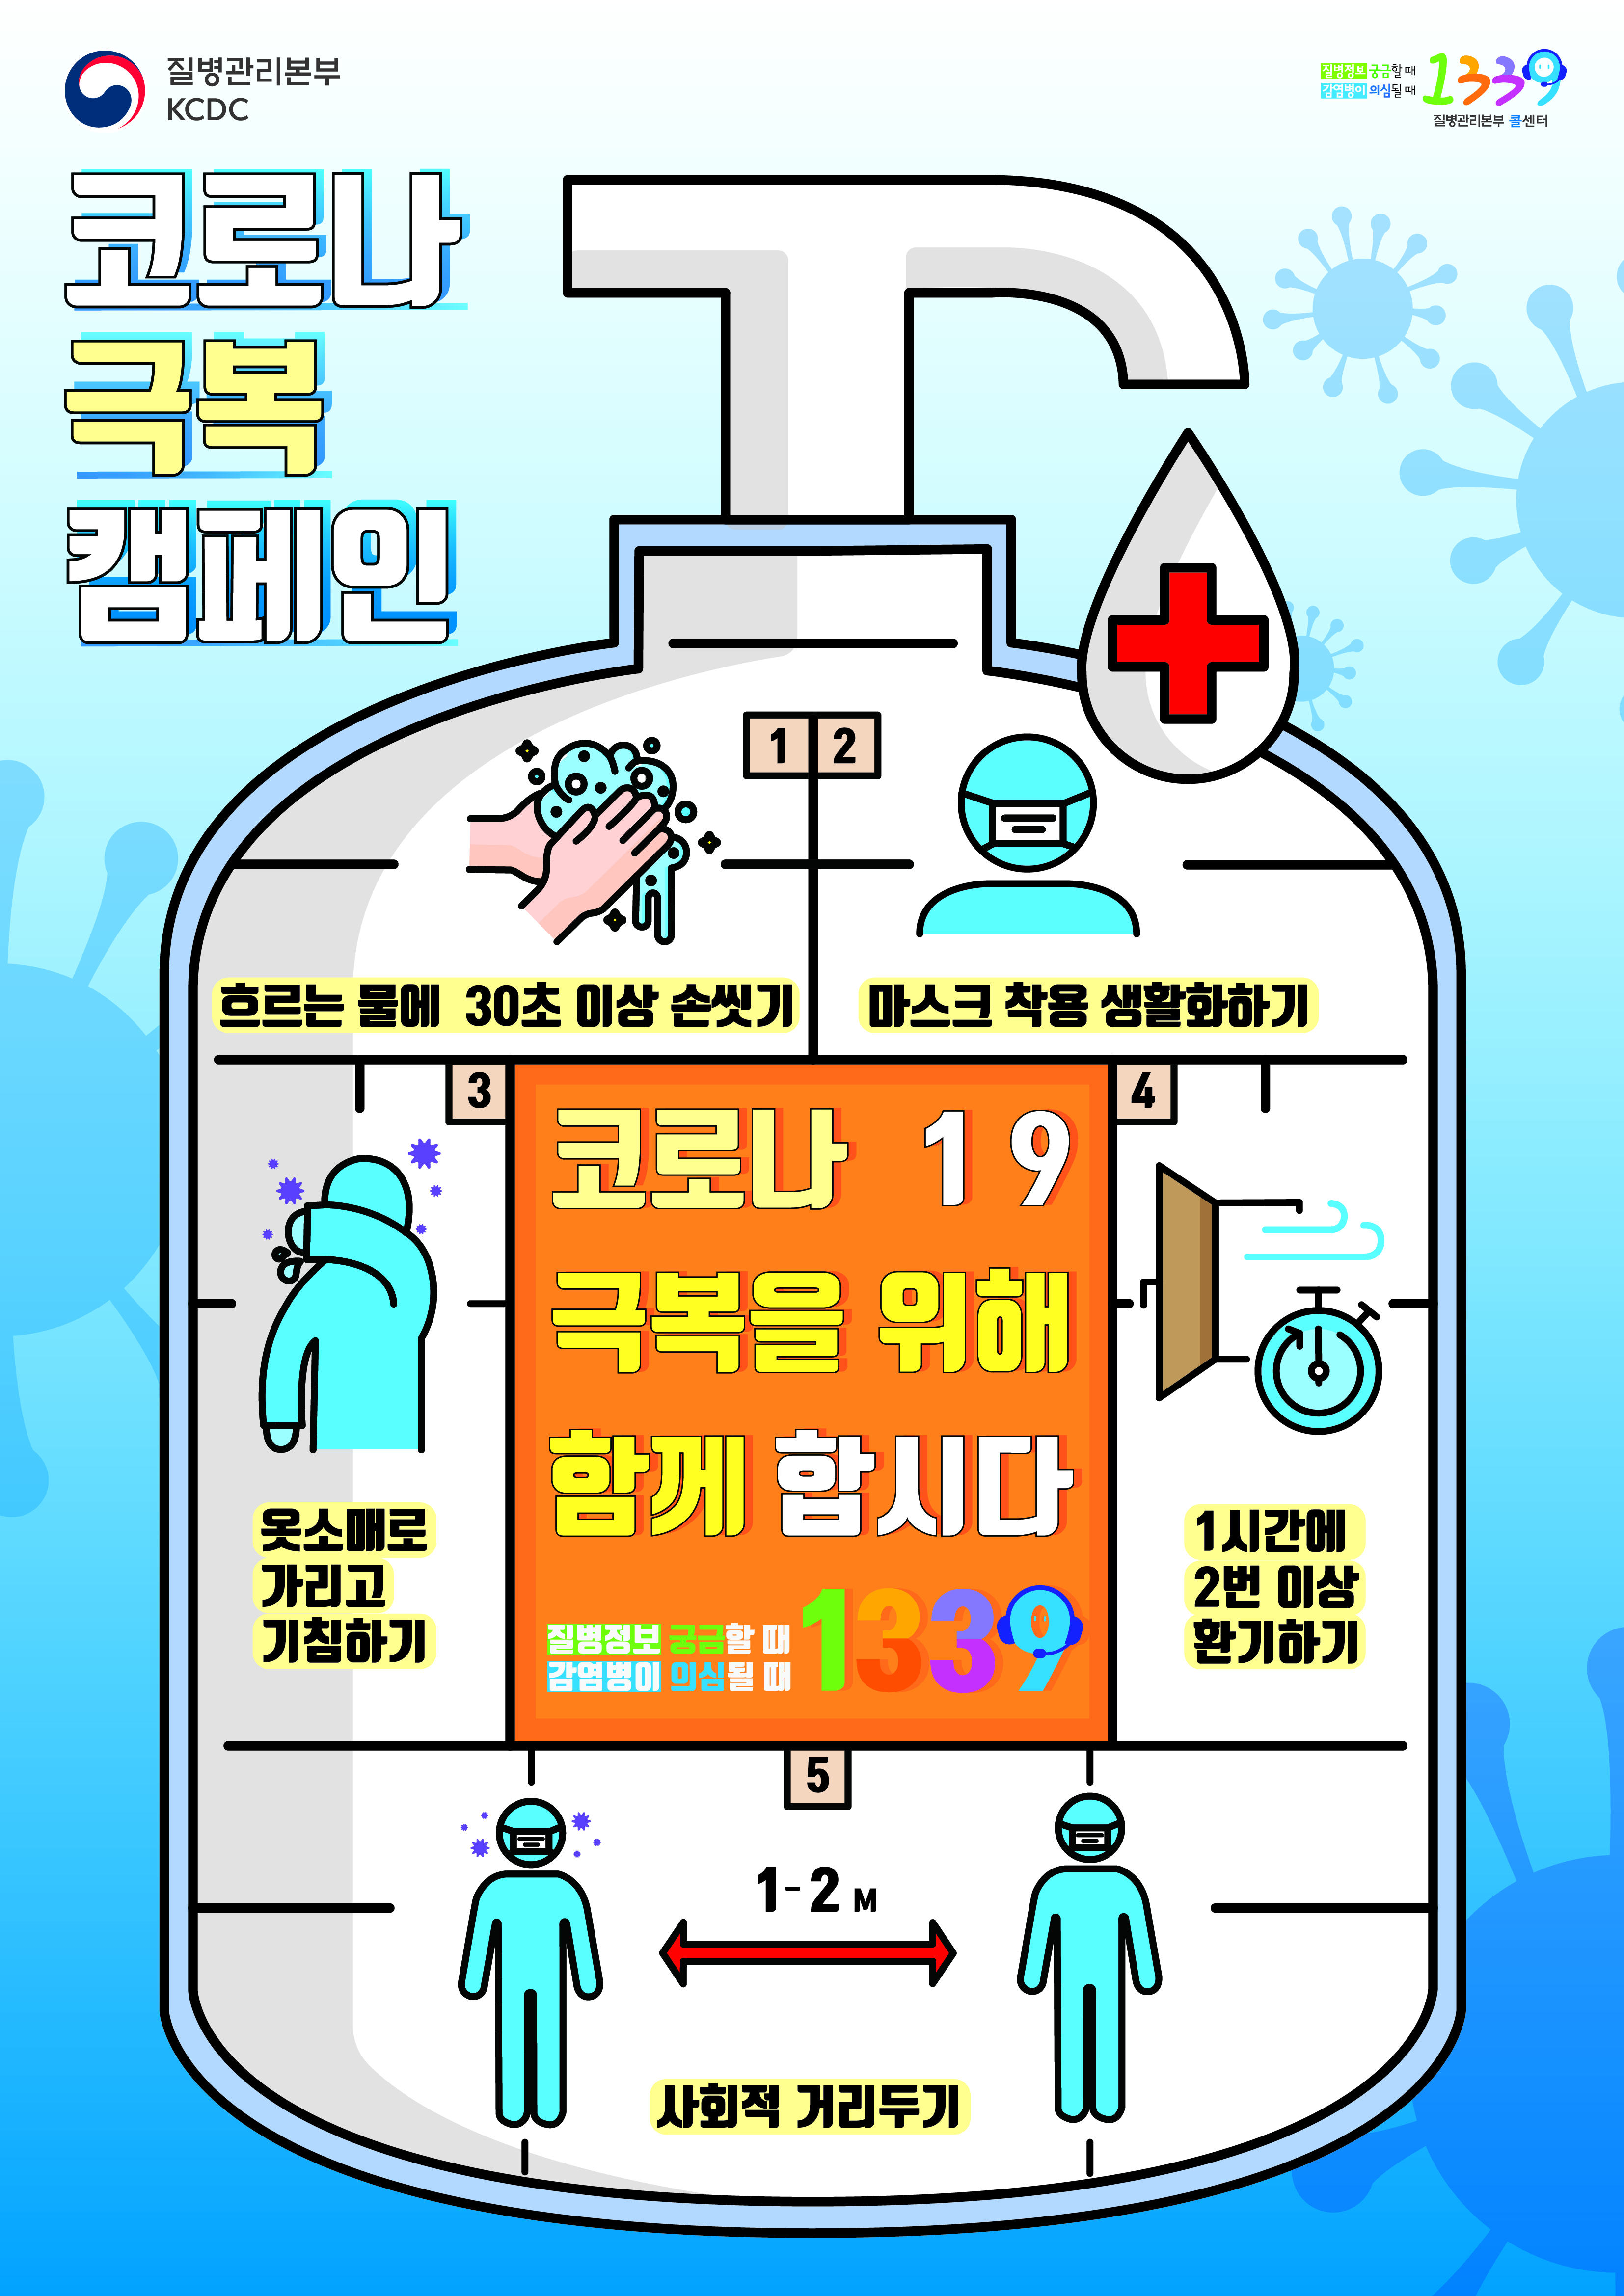 질병관리본부
KCDC
질병정보 궁금할 때
감염병이 의심될 때
1339
질병관리본부 콜센터
코로나
극복
캠페인
1
2
흐르는 물에 30초 이상 손씻기
마스크 착용 생활화하기
3
4
코로나 19
극복을 위해
함께 합시다
질병정보 궁금할 때
감염병이 의심될 때
1339
옷소매로
가리고
기침하기
1시간에
2번 이상
환기하기
5
1-2 M
사회적 거리두기